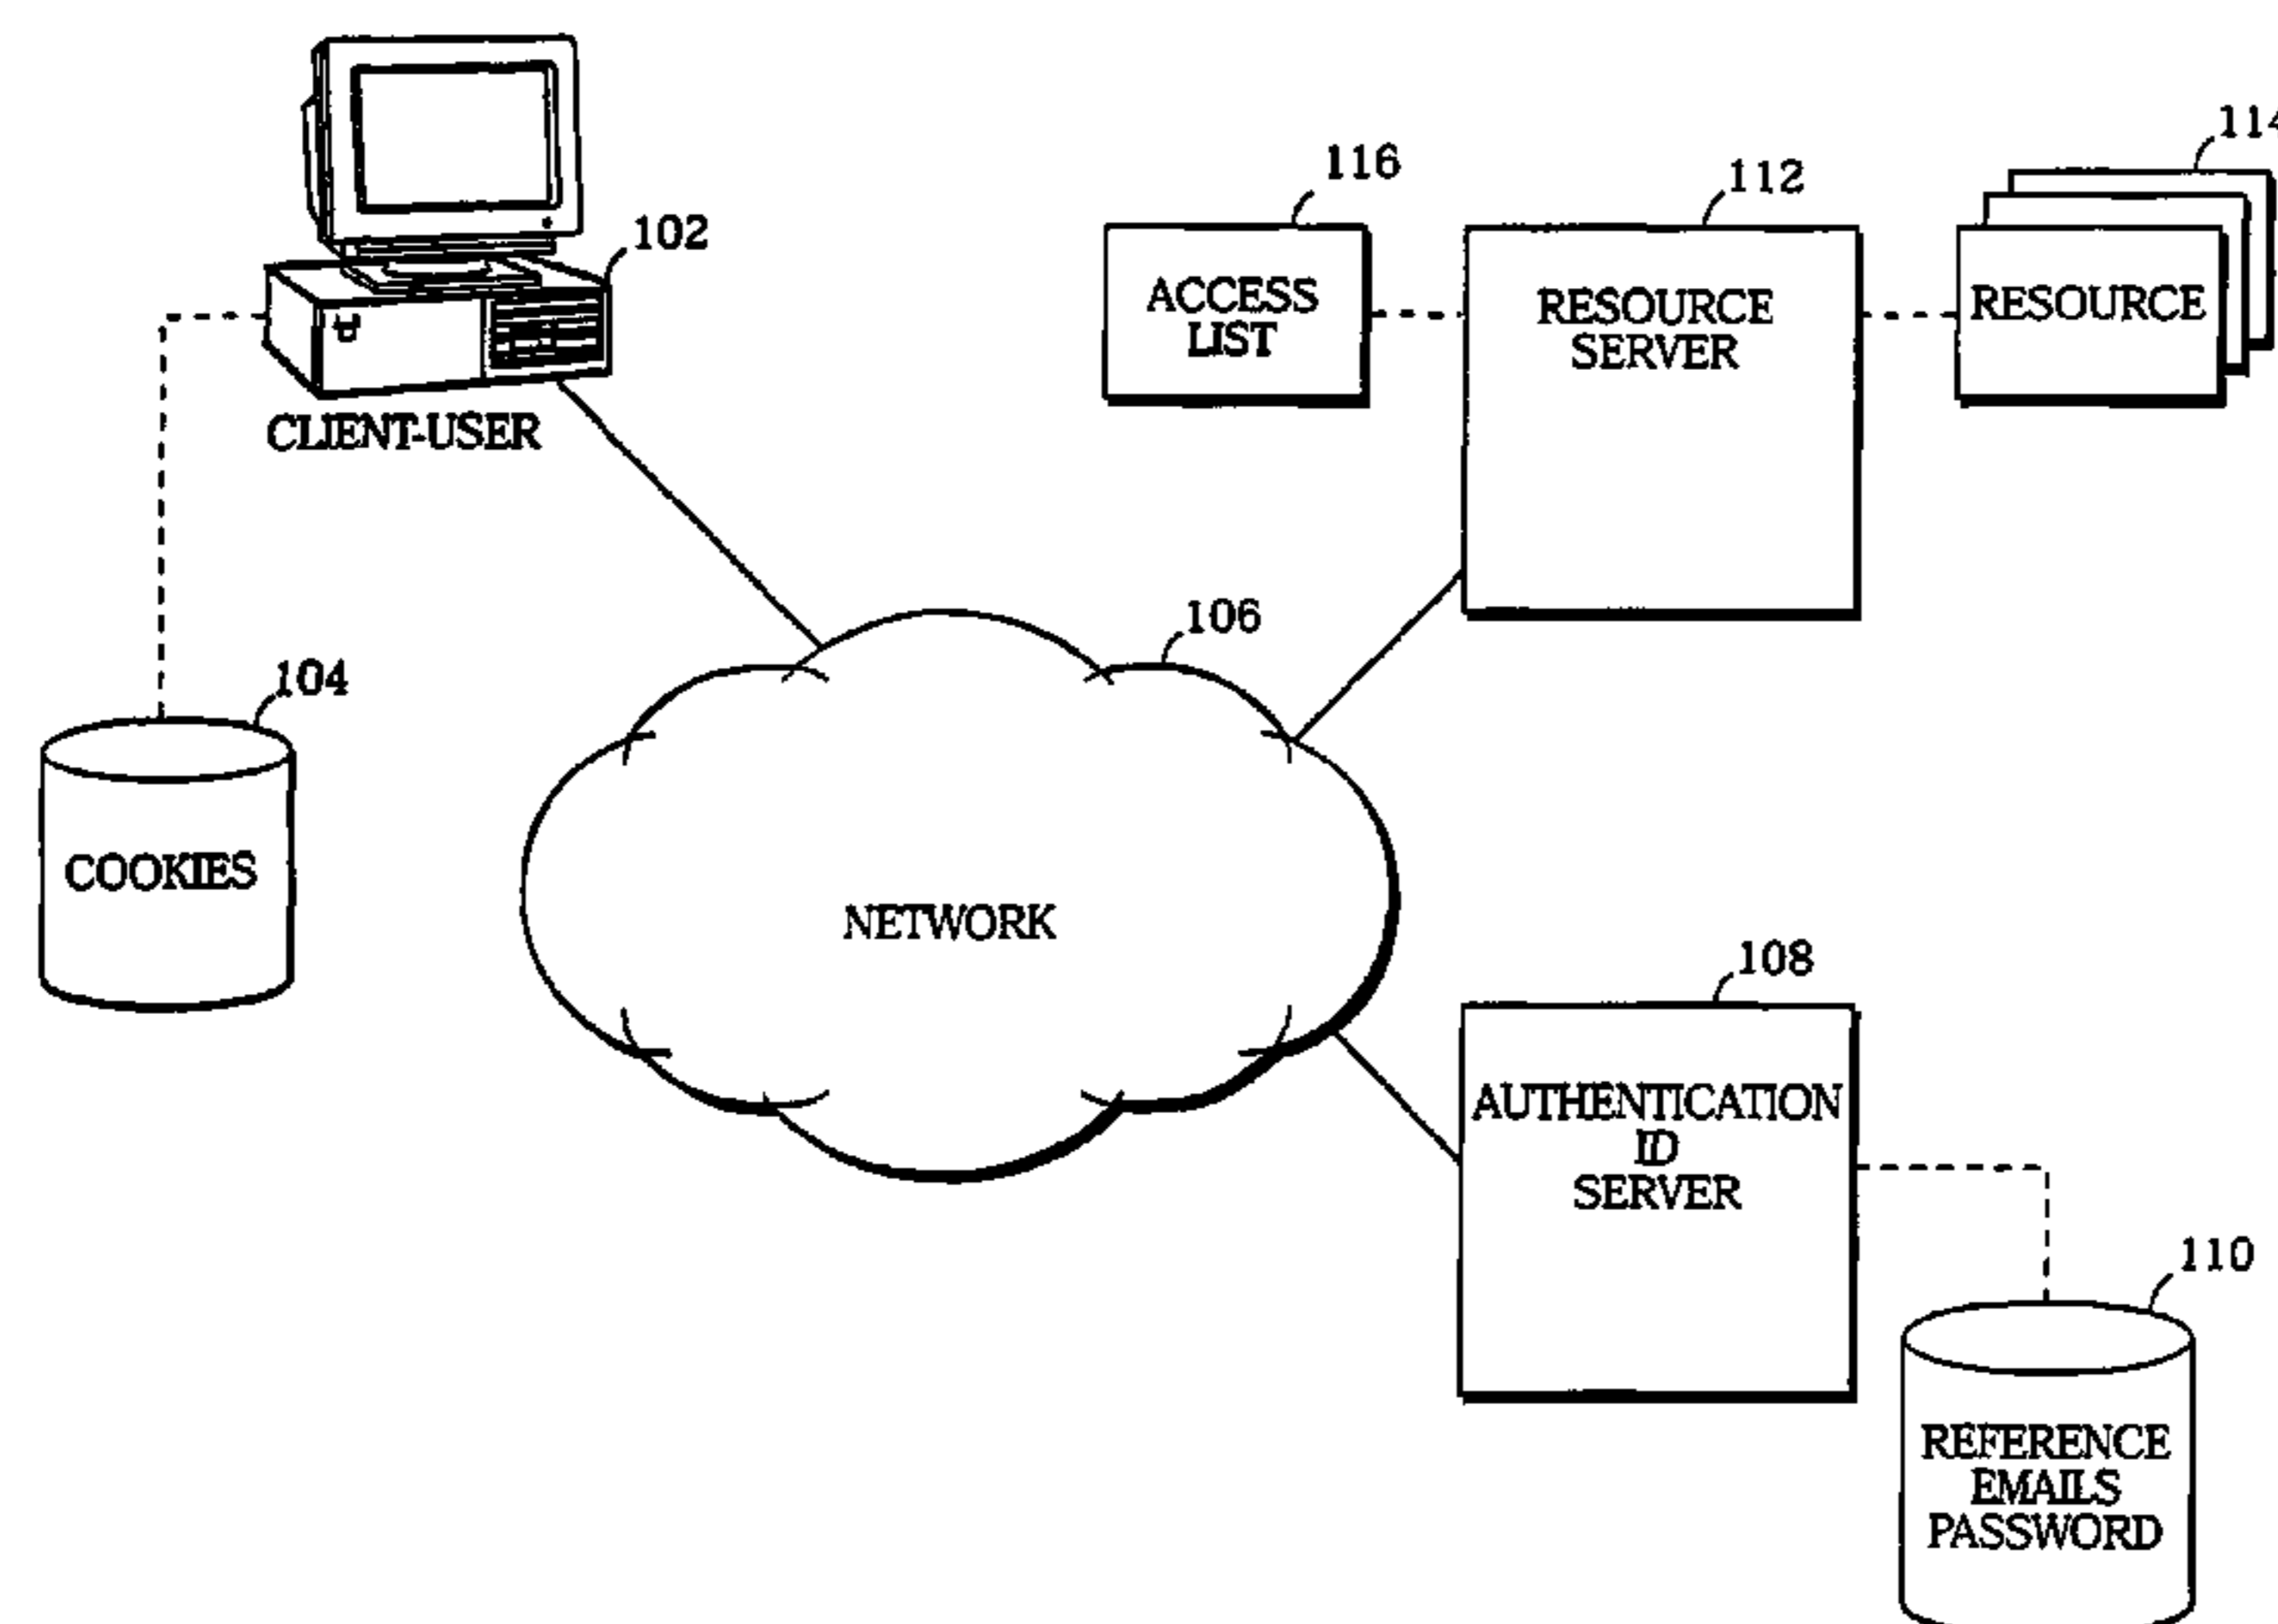 114
116
112
102
ACCESS
LIST
RESOURCE
SERVER
RESOURCE
CLIENT-USER
106
104
COOKIES
NETWORK
108
AUTHENTICATION
ID
SERVER
110
REFERENCE
EMAILS
PASSWORD